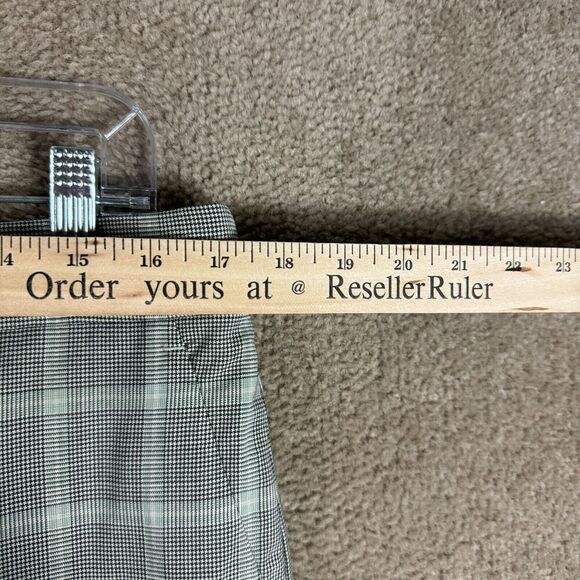 4 15 16 17 18 19 20 21 22 23
Order yours at @ ResellerRuler